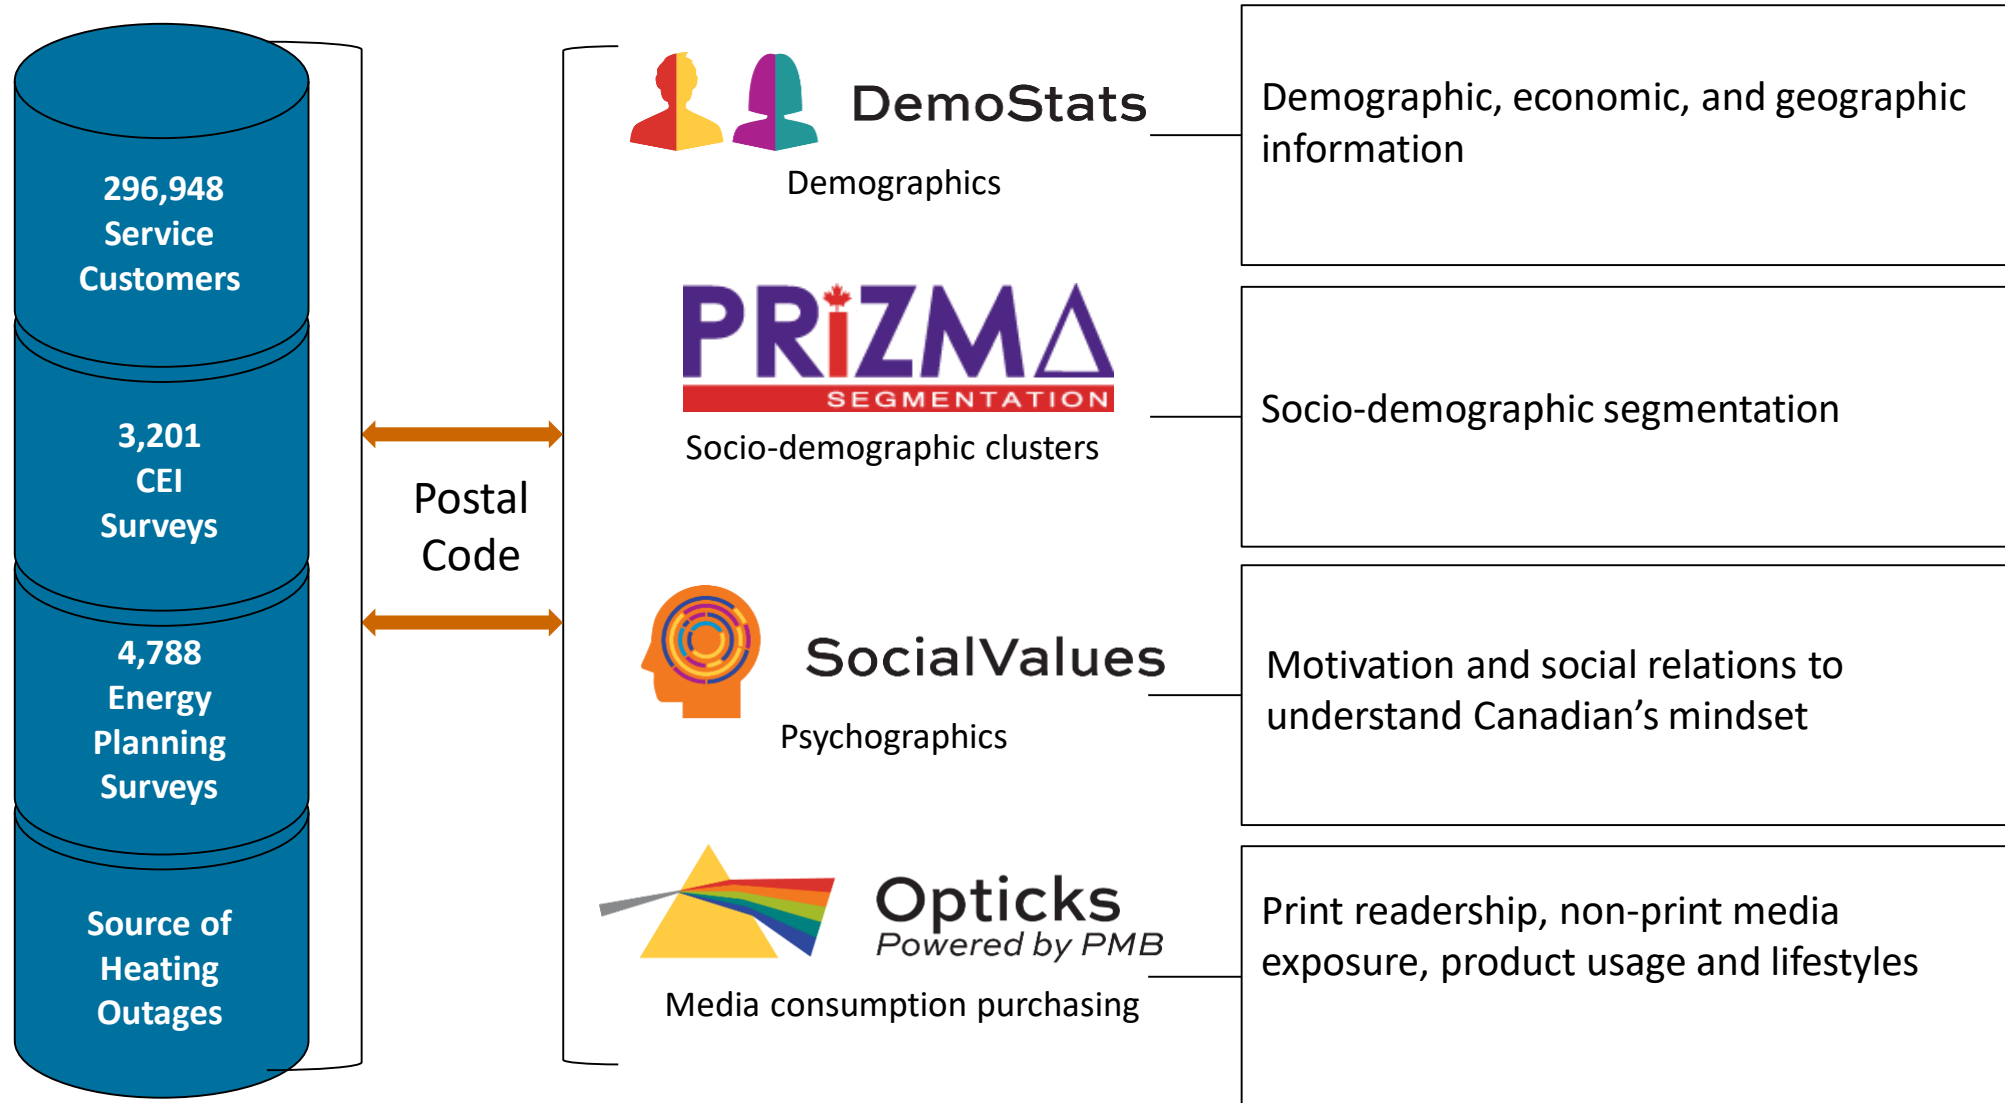 296,948
Service
Customers
3,201
CEI
Surveys
4,788
Energy
Planning
Surveys
Source of
Heating
Outages
Postal
Code
DemoStats
Demographics
PRiZMΔ
SEGMENTATION
Socio-demographic clusters
SocialValues
Psychographics
Opticks
Powered by PMB
Media consumption purchasing
Demographic, economic, and geographic
information
Socio-demographic segmentation
Motivation and social relations to
understand Canadian’s mindset
Print readership, non-print media
exposure, product usage and lifestyles